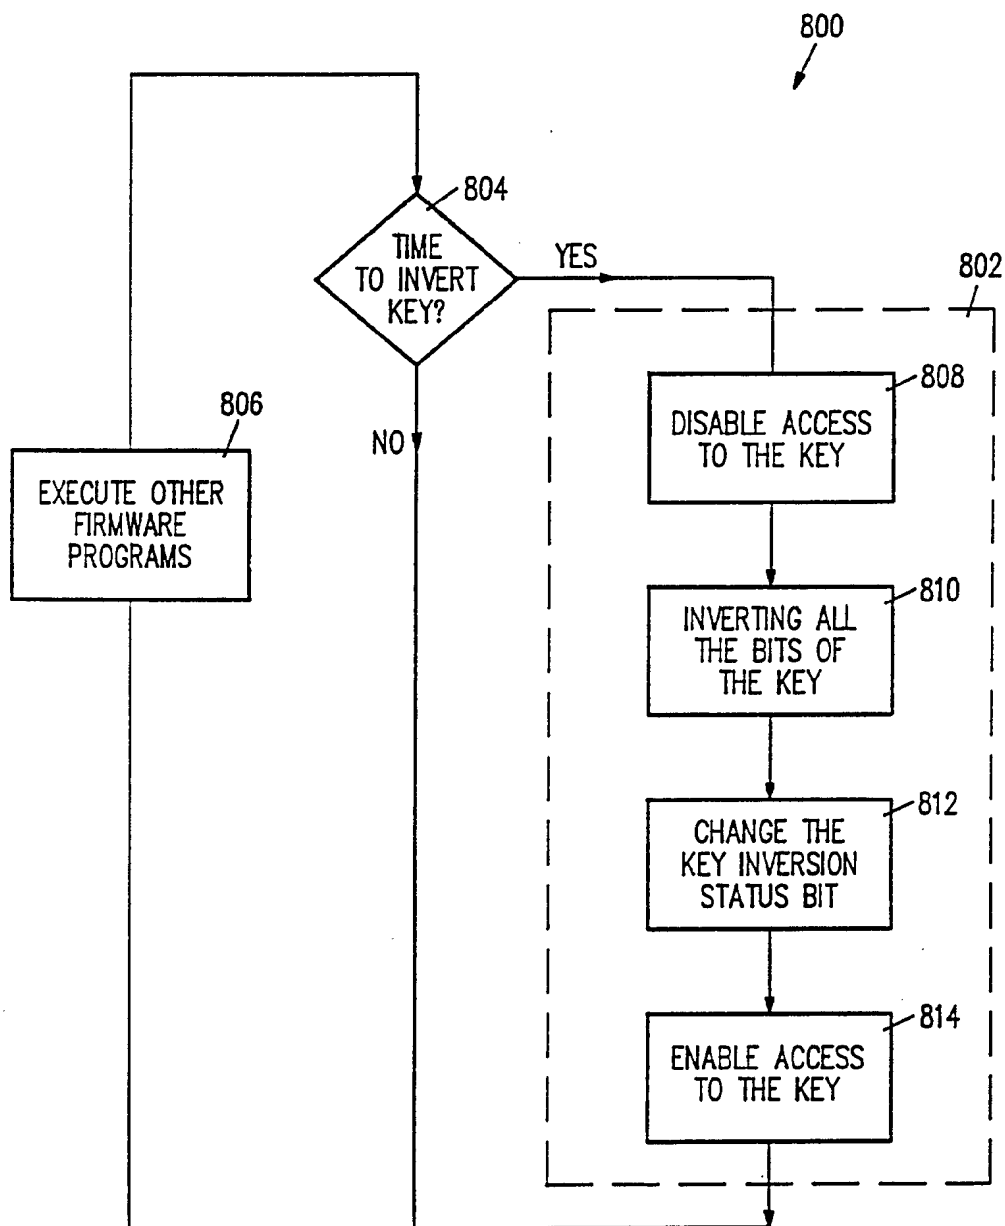 800
804
TIME
TO INVERT
KEY?
YES
802
NO
806
EXECUTE OTHER
FIRMWARE
PROGRAMS
808
DISABLE ACCESS
TO THE KEY
810
INVERTING ALL
THE BITS OF
THE KEY
812
CHANGE THE
KEY INVERSION
STATUS BIT
814
ENABLE ACCESS
TO THE KEY